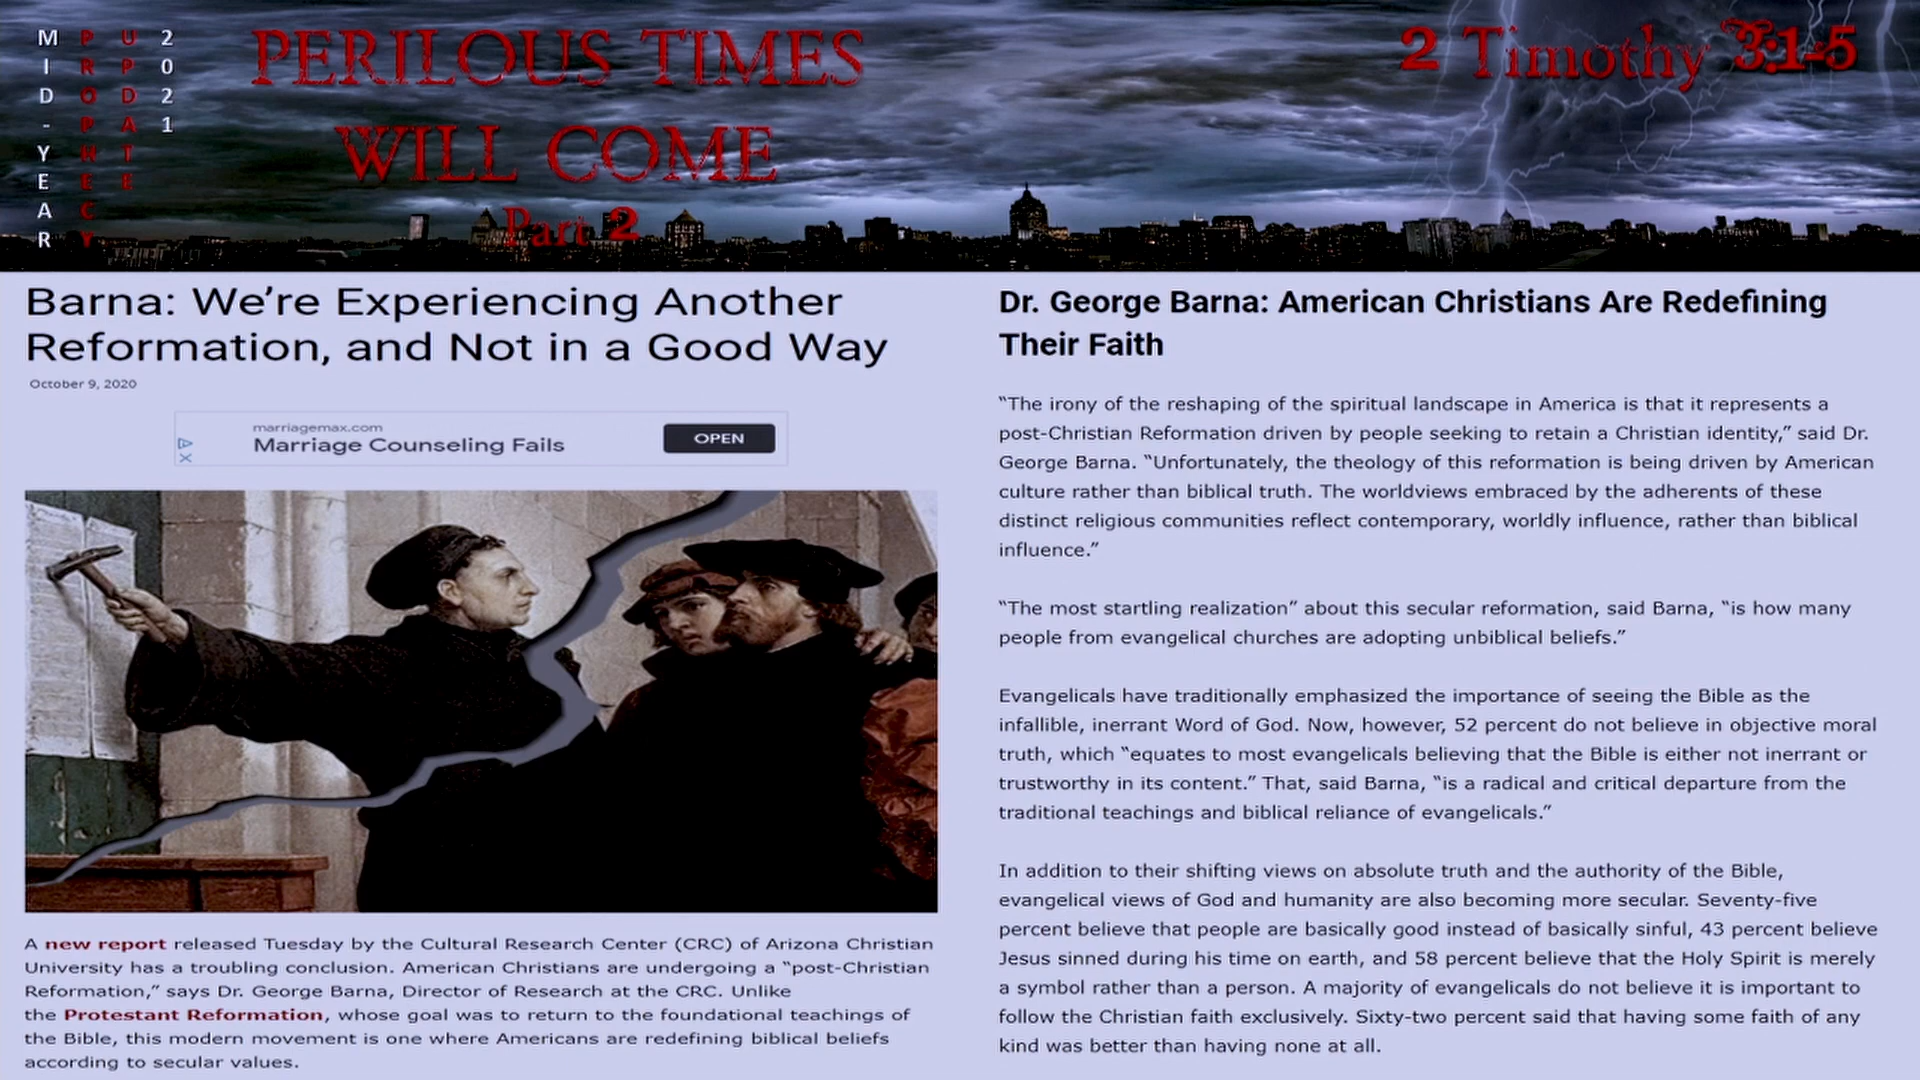 MID-YEAR
PROPHECY
UPDATE
2021
PERILOUS TIMES
WILL COME
Part 2
2 Timothy 3:1-5
Barna: We’re Experiencing Another
Reformation, and Not in a Good Way
October 9, 2020
marriagemax.com
Marriage Counseling Fails
OPEN
A new report released Tuesday by the Cultural Research Center (CRC) of Arizona Christian
University has a troubling conclusion. American Christians are undergoing a “post-Christian
Reformation,” says Dr. George Barna, Director of Research at the CRC. Unlike
the Protestant Reformation, whose goal was to return to the foundational teachings of
the Bible, this modern movement is one where Americans are redefining biblical beliefs
according to secular values.
Dr. George Barna: American Christians Are Redefining
Their Faith
“The irony of the reshaping of the spiritual landscape in America is that it represents a
post-Christian Reformation driven by people seeking to retain a Christian identity,” said Dr.
George Barna. “Unfortunately, the theology of this reformation is being driven by American
culture rather than biblical truth. The worldviews embraced by the adherents of these
distinct religious communities reflect contemporary, worldly influence, rather than biblical
influence.”
“The most startling realization” about this secular reformation, said Barna, “is how many
people from evangelical churches are adopting unbiblical beliefs.”
Evangelicals have traditionally emphasized the importance of seeing the Bible as the
infallible, inerrant Word of God. Now, however, 52 percent do not believe in objective moral
truth, which “equates to most evangelicals believing that the Bible is either not inerrant or
trustworthy in its content.” That, said Barna, “is a radical and critical departure from the
traditional teachings and biblical reliance of evangelicals.”
In addition to their shifting views on absolute truth and the authority of the Bible,
evangelical views of God and humanity are also becoming more secular. Seventy-five
percent believe that people are basically good instead of basically sinful, 43 percent believe
Jesus sinned during his time on earth, and 58 percent believe that the Holy Spirit is merely
a symbol rather than a person. A majority of evangelicals do not believe it is important to
follow the Christian faith exclusively. Sixty-two percent said that having some faith of any
kind was better than having none at all.